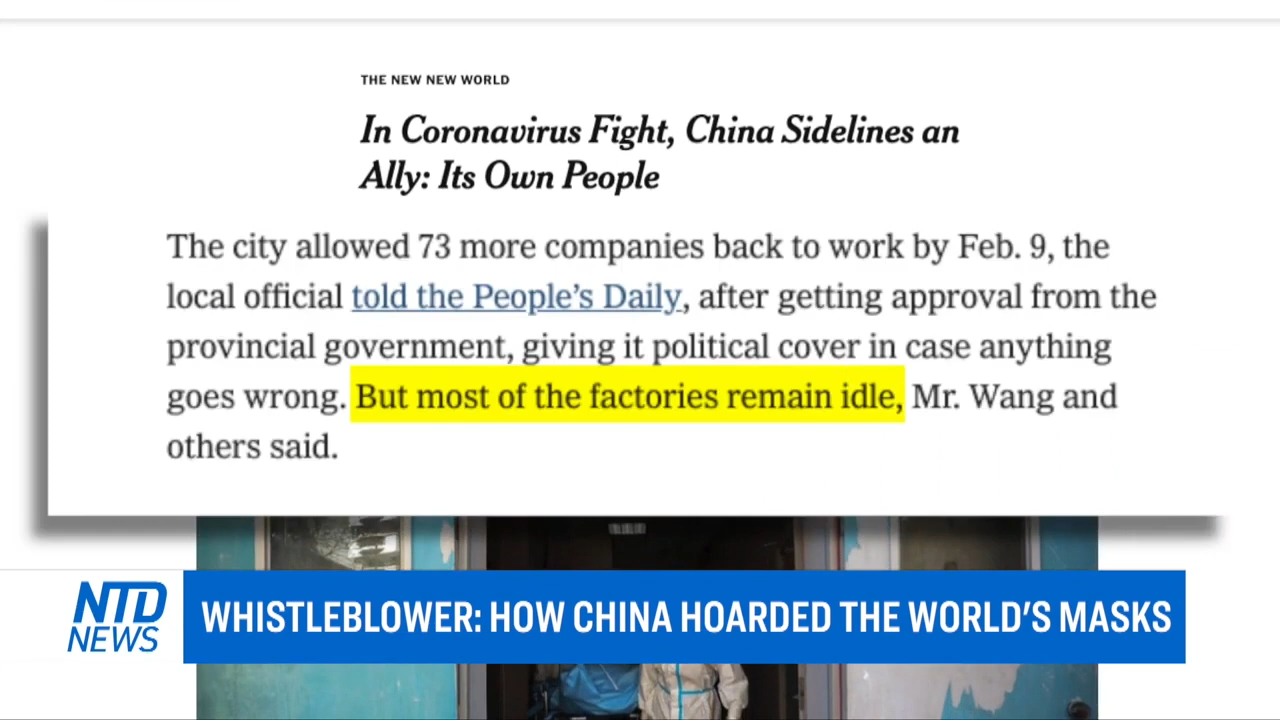 THE NEW NEW WORLD
In Coronavirus Fight, China Sidelines an
Ally: Its Own People
The city allowed 73 more companies back to work by Feb. 9, the
local official told the People’s Daily, after getting approval from the
provincial government, giving it political cover in case anything
goes wrong. But most of the factories remain idle, Mr. Wang and
others said.
NTD
NEWS
WHISTLEBLOWER: HOW CHINA HOARDED THE WORLD’S MASKS